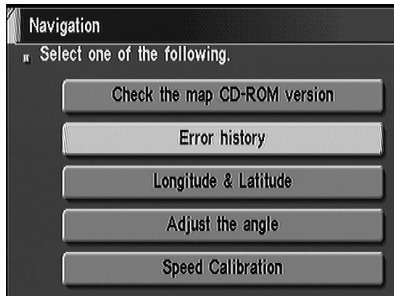 Navigation
Select one of the following.
Check the map CD-ROM version
Error history
Longitude & Latitude
Adjust the angle
Speed Calibration